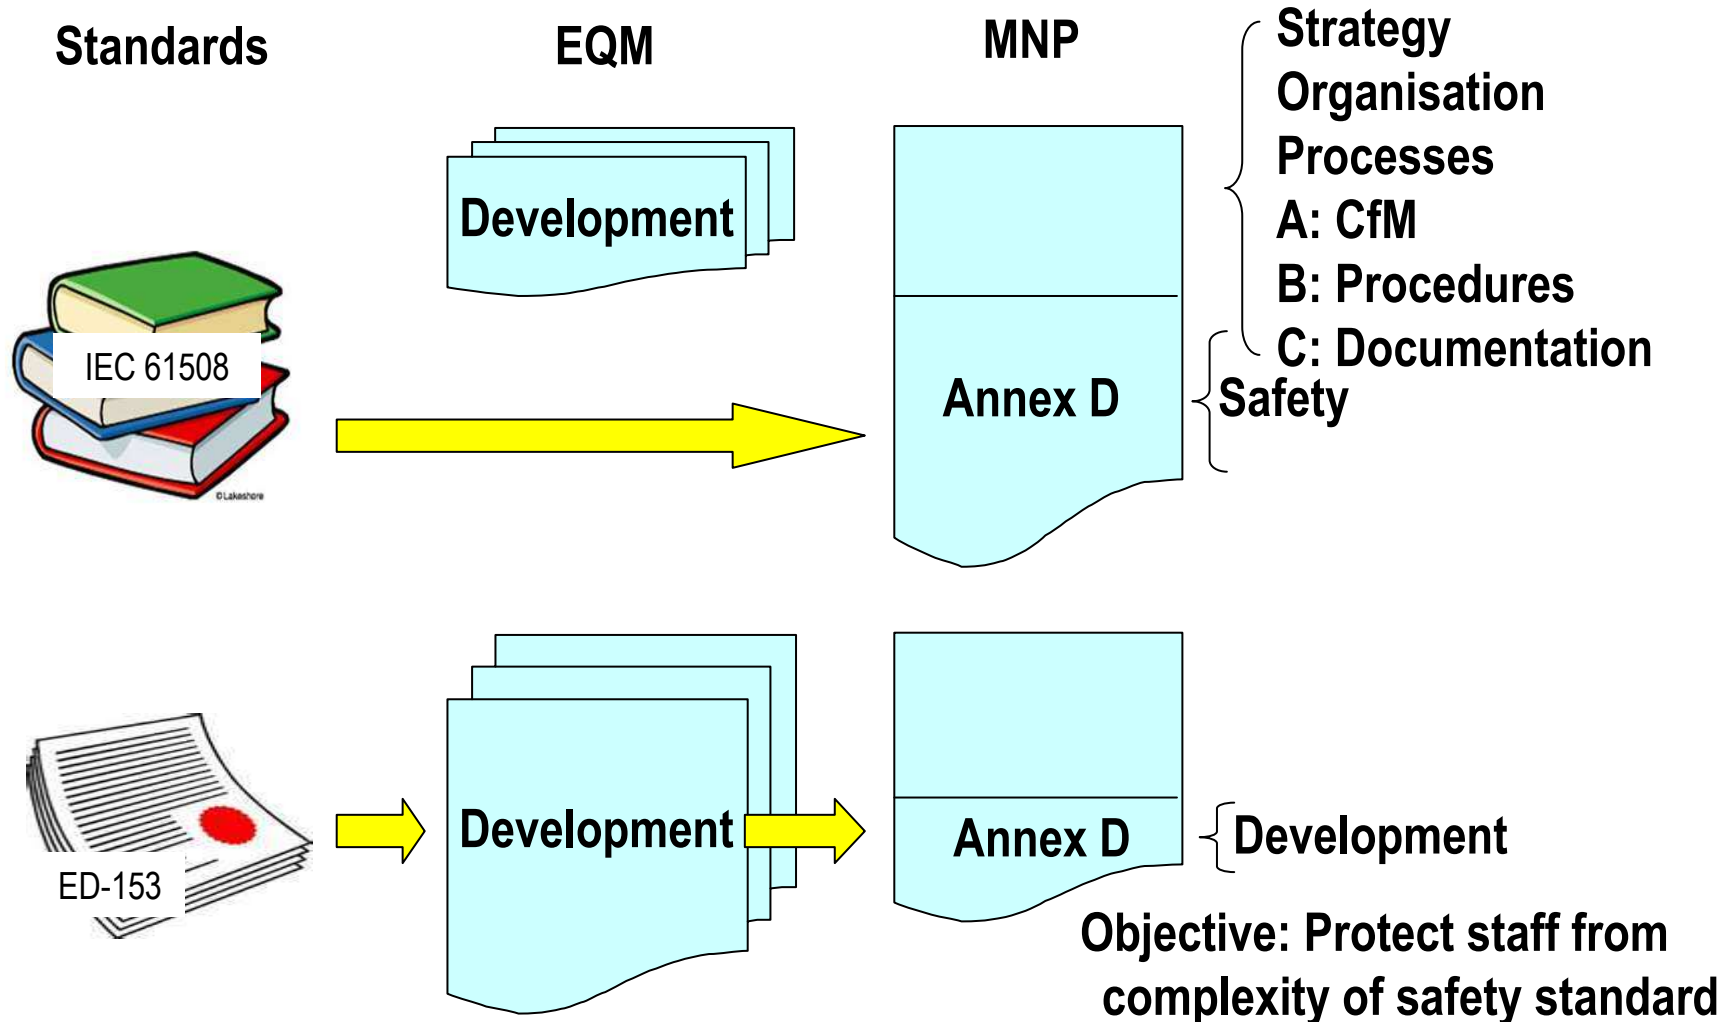 Standards
EQM
MNP
Strategy
Organisation
Processes
A: CfM
B: Procedures
C: Documentation
Development
IEC 61508
©Lakeshore
Annex D
Safety
ED-153
Development
Annex D
Development
Objective: Protect staff from
complexity of safety standard